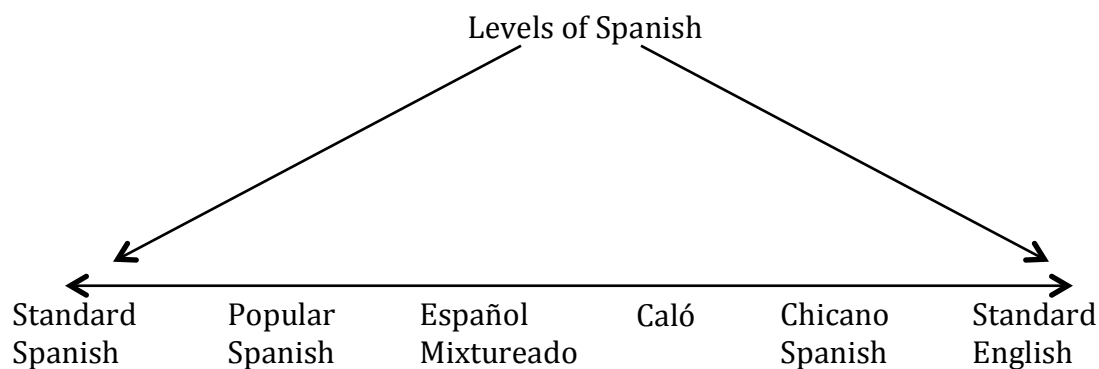 Levels of Spanish
Standard Spanish
Popular Spanish
Español Mixtureado
Caló
Chicano Spanish
Standard English